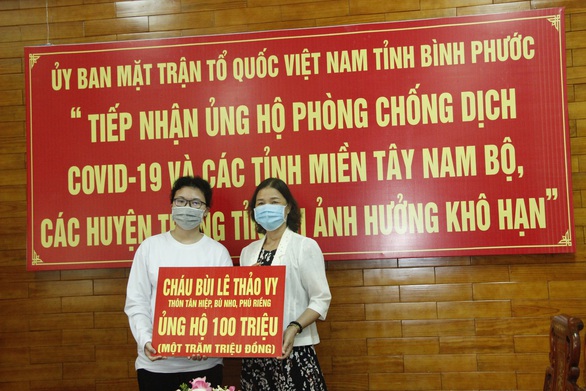 ỦY BAN MẶT TRẬN TỔ QUỐC VIỆT NAM TỈNH BÌNH PHƯỚC
“ TIẾP NHẬN ỦNG HỘ PHÒNG CHỐNG DỊCH
COVID-19 VÀ CÁC TỈNH MIỀN TÂY NAM BỘ,
CÁC HUYỆN ẢNH HƯỞNG KHÔ HẠN”
CHÁU BÙI LÊ THẢO VY
THÔN TÂN HIỆP, BÙ NHO, PHÚ RIỀNG
ỦNG HỘ 100 TRIỆU
(MỘT TRĂM TRIỆU ĐỒNG)